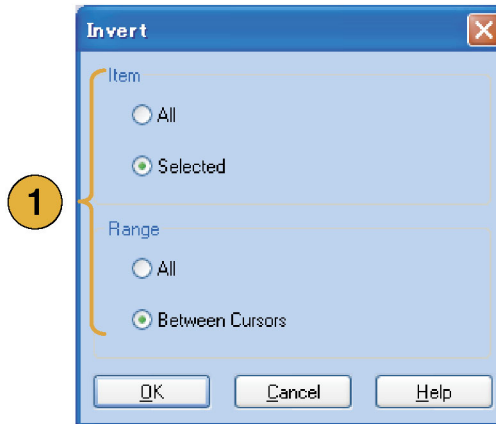 Invert
Item
All
Selected
1
Range
All
Between Cursors
OK
Cancel
Help